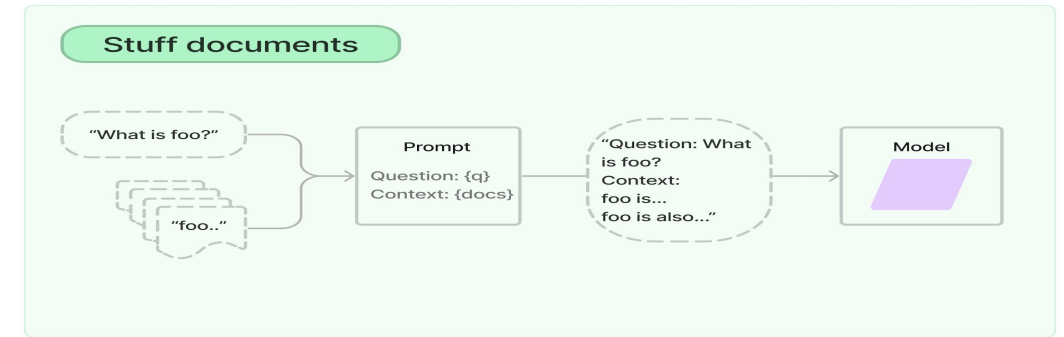 Stuff documents
“What is foo?”
“foo..”
Prompt
Question: {q}
Context: {docs}
“Question: What
is foo?
Context:
foo is...
foo is also...”
Model